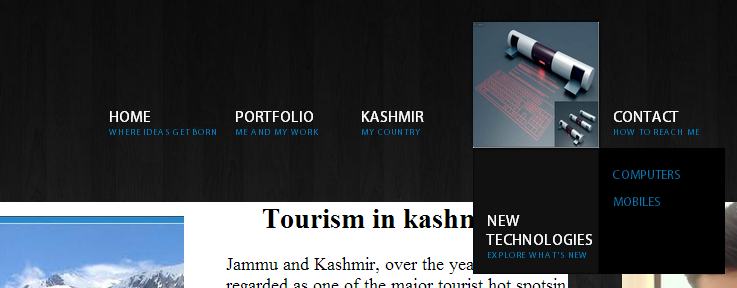 HOME
WHERE IDEAS GET BORN
PORTFOLIO
ME AND MY WORK
KASHMIR
MY COUNTRY
CONTACT
HOW TO REACH ME
COMPUTERS
MOBILES
NEW
TECHNOLOGIES
EXPLORE WHAT'S NEW
Tourism in kashm
Jammu and Kashmir, over the yea
regarded as one of the major tourist hot spotsin